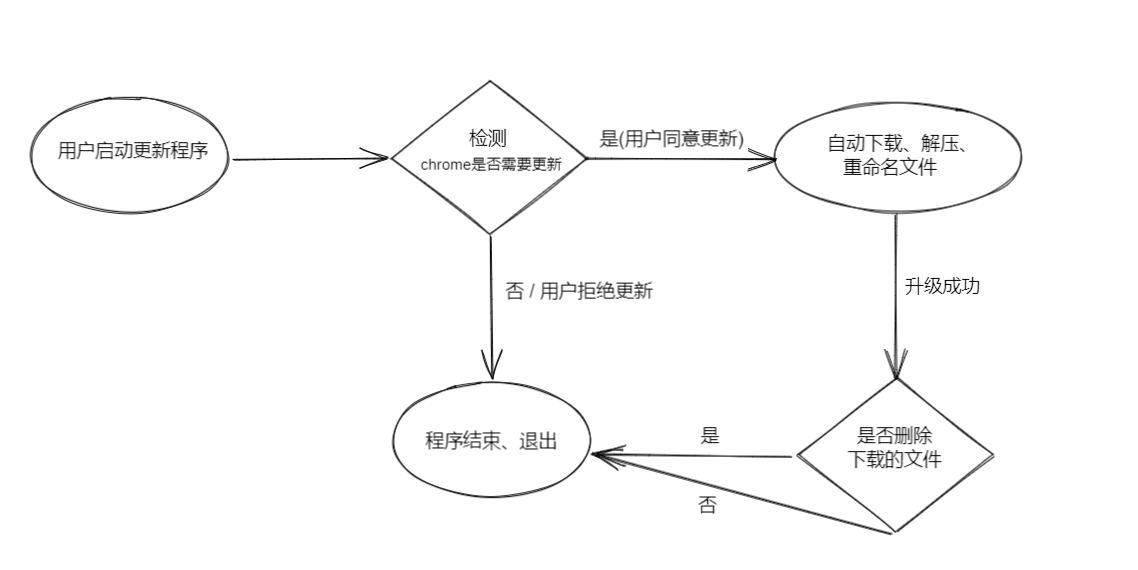 用户启动更新程序
检测
chrome是否需要更新
是(用户同意更新)
自动下载、解压、
重命名文件
否 / 用户拒绝更新
升级成功
程序结束、退出
是
是否删除
下载的文件
否